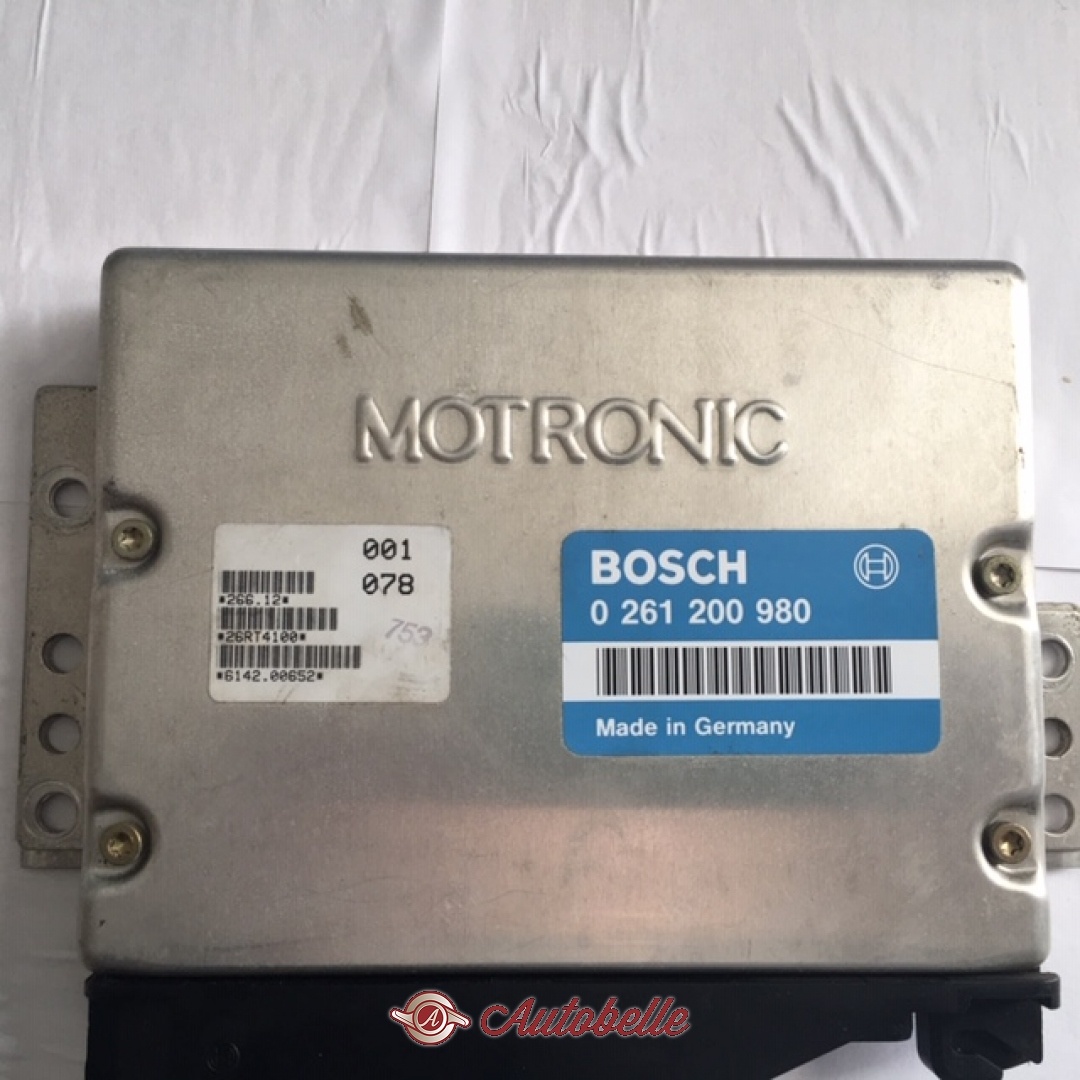 MOTRONIC
001
078
*266.12*
*26RT4100*
753
*6142.00652*
BOSCH
0 261 200 980
Made in Germany
A Autobelle